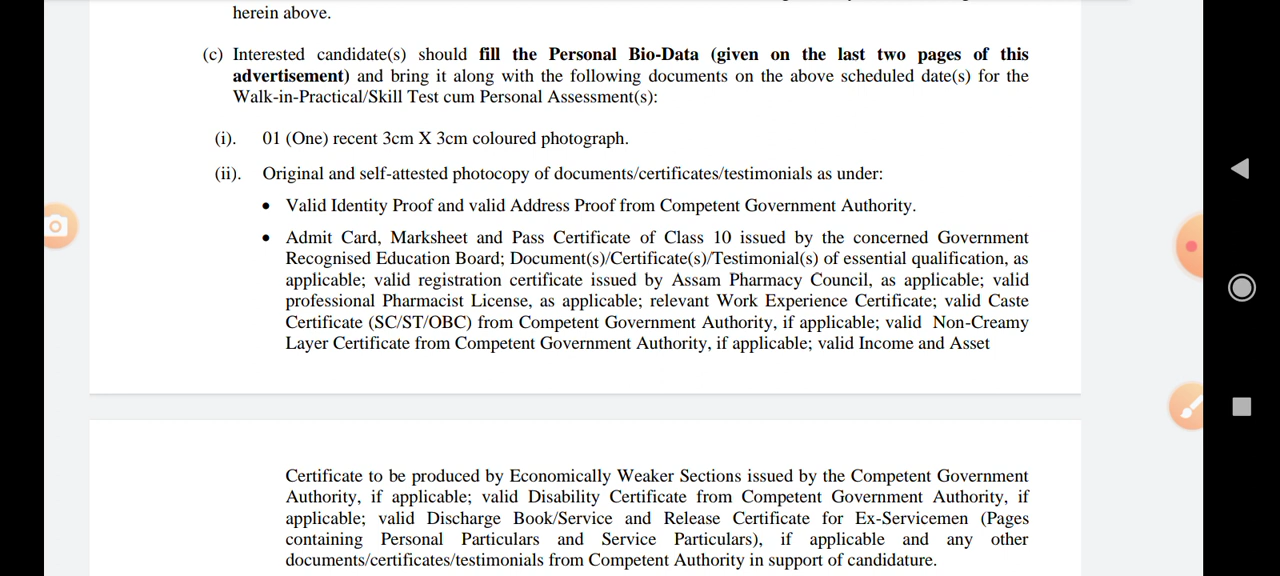 herein above.
(c) Interested candidate(s) should fill the Personal Bio-Data (given on the last two pages of this
advertisement) and bring it along with the following documents on the above scheduled date(s) for the
Walk-in-Practical/Skill Test cum Personal Assessment(s):
(i). 01 (One) recent 3cm X 3cm coloured photograph.
(ii). Original and self-attested photocopy of documents/certificates/testimonials as under:
• Valid Identity Proof and valid Address Proof from Competent Government Authority.
• Admit Card, Marksheet and Pass Certificate of Class 10 issued by the concerned Government
Recognised Education Board; Document(s)/Certificate(s)/Testimonial(s) of essential qualification, as
applicable; valid registration certificate issued by Assam Pharmacy Council, as applicable; valid
professional Pharmacist License, as applicable; relevant Work Experience Certificate; valid Caste
Certificate (SC/ST/OBC) from Competent Government Authority, if applicable; valid Non-Creamy
Layer Certificate from Competent Government Authority, if applicable; valid Income and Asset
Certificate to be produced by Economically Weaker Sections issued by the Competent Government
Authority, if applicable; valid Disability Certificate from Competent Government Authority, if
applicable; valid Discharge Book/Service and Release Certificate for Ex-Servicemen (Pages
containing Personal Particulars and Service Particulars), if applicable and any other
documents/certificates/testimonials from Competent Authority in support of candidature.